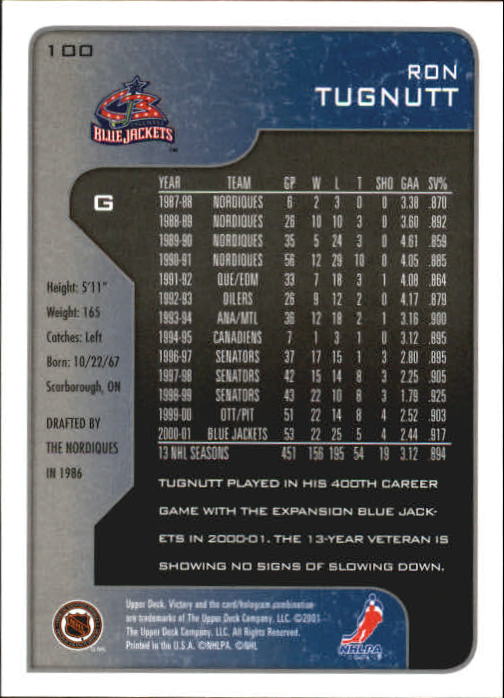 100
RON
TUGNUTT
BLUE JACKETS
G
YEAR TEAM GP W L T SHO GAA SV%
1987-88 NORDIQUES 6 2 3 0 0 3.38 .870
1988-89 NORDIQUES 26 10 10 3 0 3.60 .892
1989-90 NORDIQUES 35 5 24 3 0 4.61 .859
1990-91 NORDIQUES 56 12 29 10 0 4.05 .885
1991-92 QUE/EDM 33 7 18 3 1 4.08 .864
1992-93 OILERS 26 9 12 2 0 4.17 .879
1993-94 ANA/MTL 36 12 18 2 1 3.16 .900
1994-95 CANADIENS 7 1 3 1 0 3.12 .895
1996-97 SENATORS 37 17 15 1 3 2.80 .895
1997-98 SENATORS 42 15 14 8 3 2.25 .905
1998-99 SENATORS 43 22 10 8 3 1.79 .925
1999-00 OTT/PIT 51 22 14 8 4 2.52 .903
2000-01 BLUE JACKETS 53 22 25 5 4 2.44 .917
13 NHL SEASONS 451 156 195 54 19 3.12 .894
Height: 5'11"
Weight: 165
Catches: Left
Born: 10/22/67
Scarborough, ON
DRAFTED BY
THE NORDIQUES
IN 1986
TUGNUTT PLAYED IN HIS 400TH CAREER
GAME WITH THE EXPANSION BLUE JACK-
ETS IN 2000-01. THE 13-YEAR VETERAN IS
SHOWING NO SIGNS OF SLOWING DOWN.
NHL
© NHL
Upper Deck, Victory and the card/hologram combination
are trademarks of The Upper Deck Company, LLC. ©2001
The Upper Deck Company, LLC. All Rights Reserved.
Printed in the U.S.A. ©NHLPA. ©NHL
NHLPA